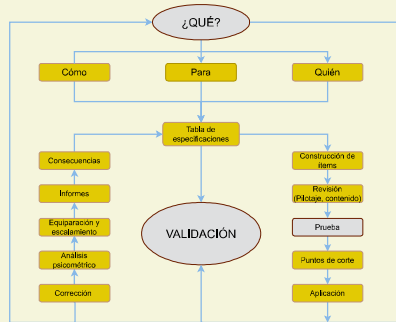 ¿QUÉ?
Cómo
Para
Quién
Tabla de
especificaciones
Consecuencias
Construcción de
items
Informes
Revisión
(Pilotaje, contenido)
Equiparación y
escalamiento
VALIDACIÓN
Prueba
Análisis
psicométrico
Puntos de corte
Corrección
Aplicación